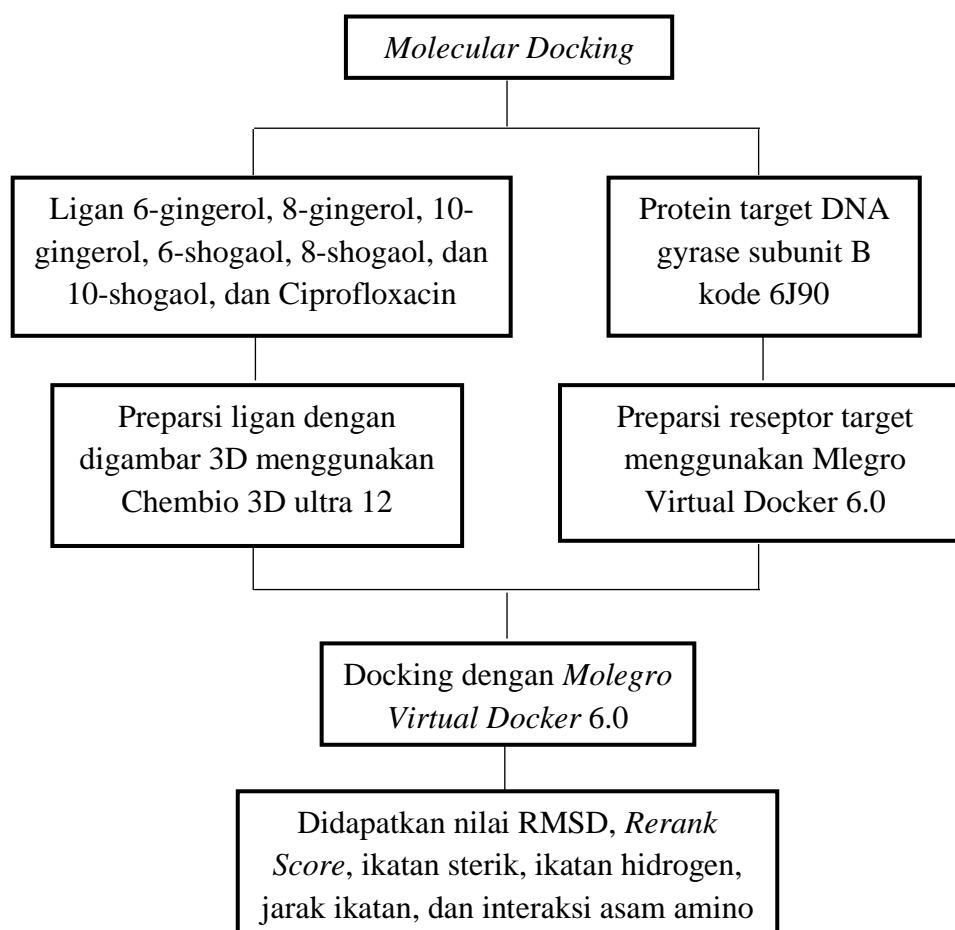 Molecular Docking
Ligan 6-gingerol, 8-gingerol, 10-
gingerol, 6-shogaol, 8-shogaol, dan
10-shogaol, dan Ciprofloxacin
Protein target DNA
gyrase subunit B
kode 6J90
Preparsi ligan dengan
digambar 3D menggunakan
Chembio 3D ultra 12
Preparsi reseptor target
menggunakan Mlegro
Virtual Docker 6.0
Docking dengan Molegro
Virtual Docker 6.0
Didapatkan nilai RMSD, Rerank
Score, ikatan sterik, ikatan hidrogen,
jarak ikatan, dan interaksi asam amino